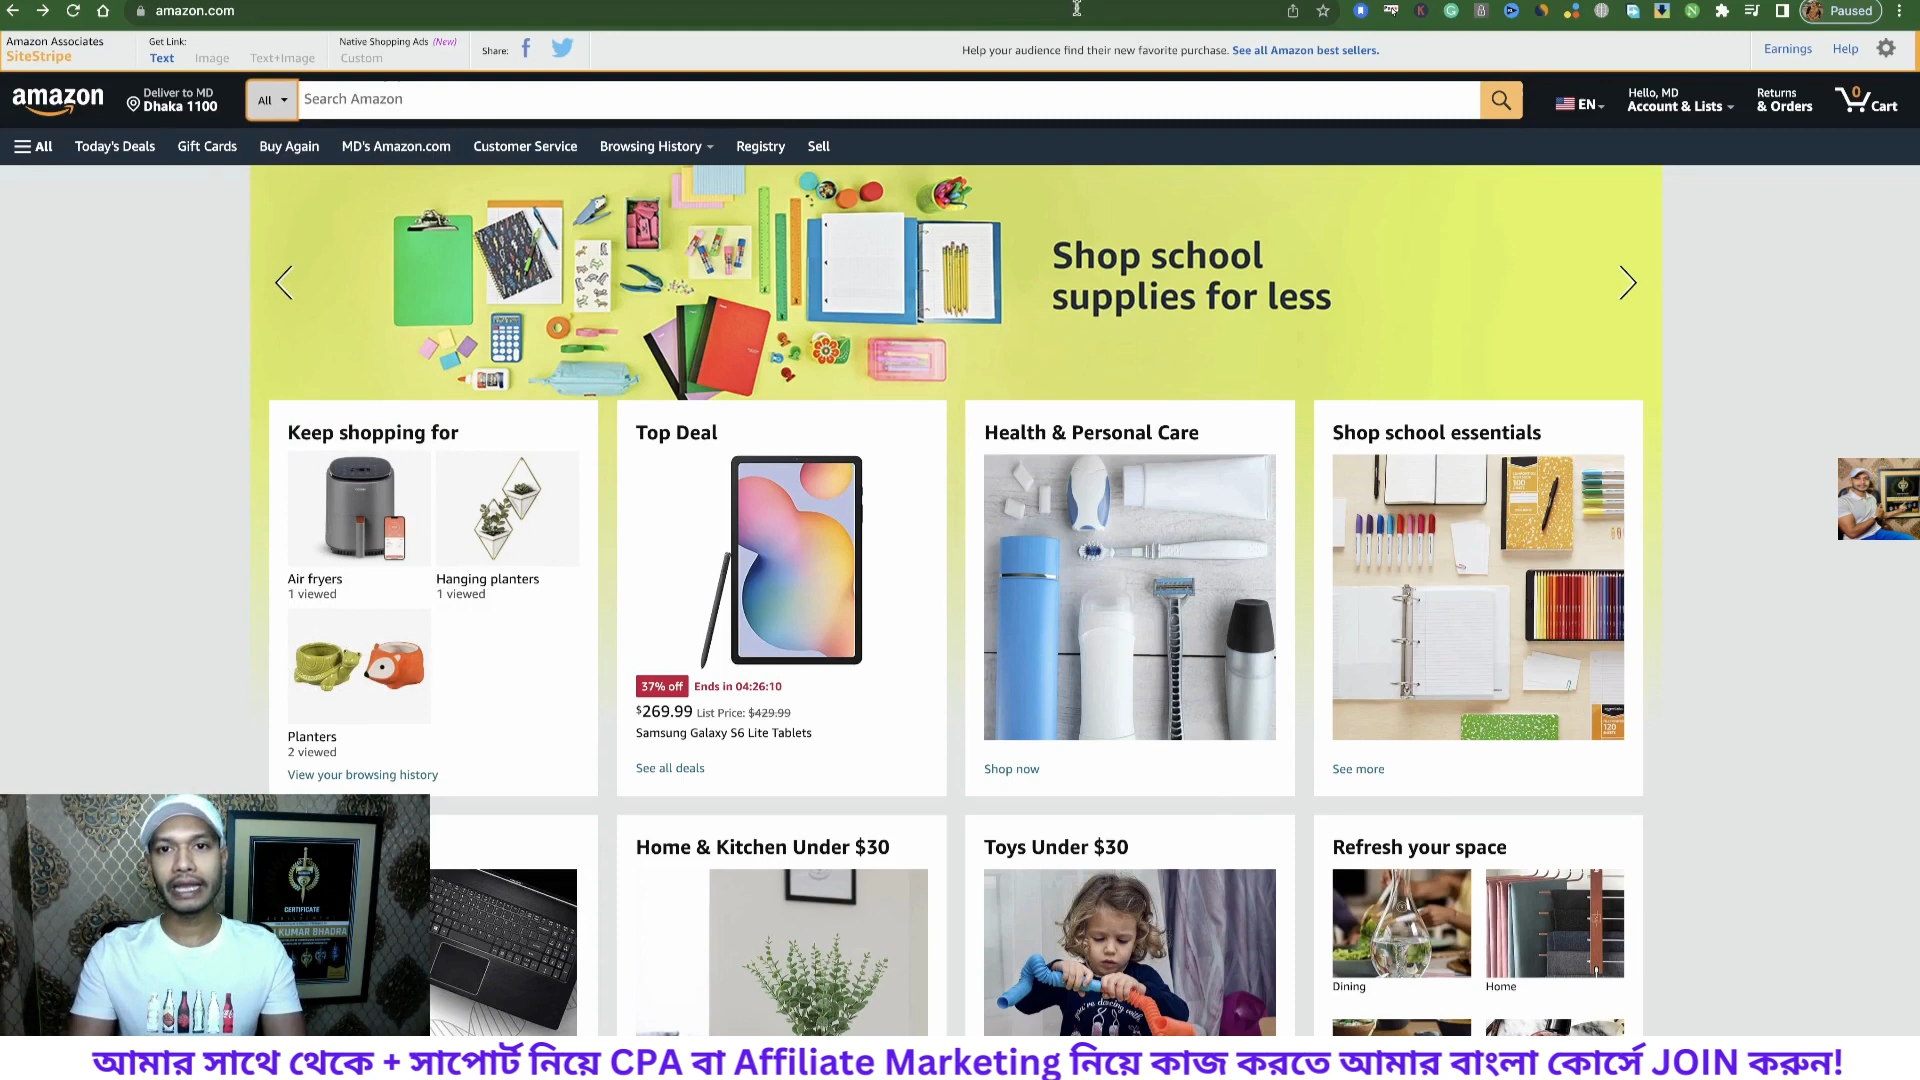 amazon.com
Paused
Amazon Associates
SiteStripe
Get Link:
Text Image Text+Image
Native Shopping Ads (New)
Custom
Share:
Help your audience find their new favorite purchase. See all Amazon best sellers.
Earnings Help
amazon
Deliver to MD
Dhaka 1100
All
Search Amazon
EN
Hello, MD
Account & Lists
Returns
& Orders
0
Cart
All Today's Deals Gift Cards Buy Again MD's Amazon.com Customer Service Browsing History Registry Sell
Shop school
supplies for less
Keep shopping for
Air fryers
1 viewed
Hanging planters
1 viewed
Planters
2 viewed
View your browsing history
Top Deal
37% off Ends in 04:26:10
$269.99 List Price: $429.99
Samsung Galaxy S6 Lite Tablets
See all deals
Health & Personal Care
Shop now
Shop school essentials
See more
Home & Kitchen Under $30
Toys Under $30
Refresh your space
Dining
Home
CERTIFICATE
KUMAR BHADRA
আমার সাথে থেকে + সাপোর্ট নিয়ে CPA বা Affiliate Marketing নিয়ে কাজ করতে আমার বাংলা কোর্সে JOIN করুন!